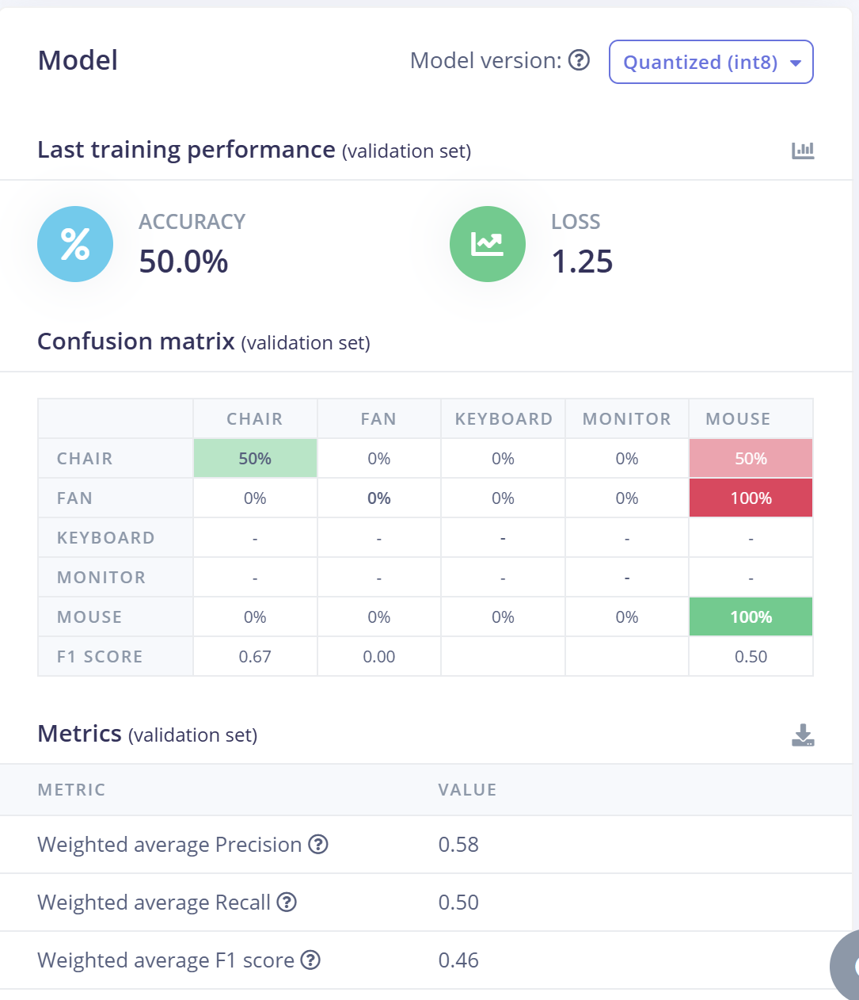 Model
Model version: ?
Quantized (int8)
Last training performance (validation set)
%
ACCURACY
50.0%
LOSS
1.25
Confusion matrix (validation set)
CHAIR FAN KEYBOARD MONITOR MOUSE
CHAIR 50% 0% 0% 0% 50%
FAN 0% 0% 0% 0% 100%
KEYBOARD - - - - -
MONITOR - - - - -
MOUSE 0% 0% 0% 0% 100%
F1 SCORE 0.67 0.00 0.50
Metrics (validation set)
METRIC VALUE
Weighted average Precision ? 0.58
Weighted average Recall ? 0.50
Weighted average F1 score ? 0.46